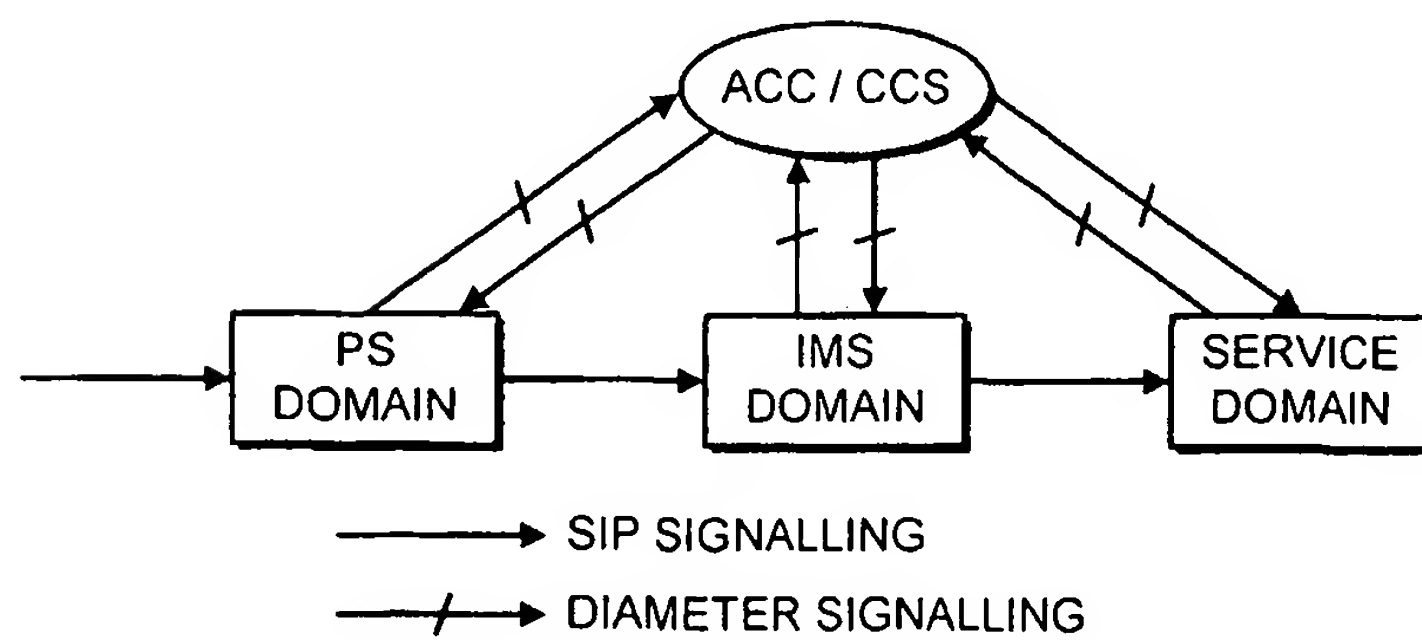 ACC / CCS
PS
DOMAIN
IMS
DOMAIN
SERVICE
DOMAIN
SIP SIGNALLING
DIAMETER SIGNALLING